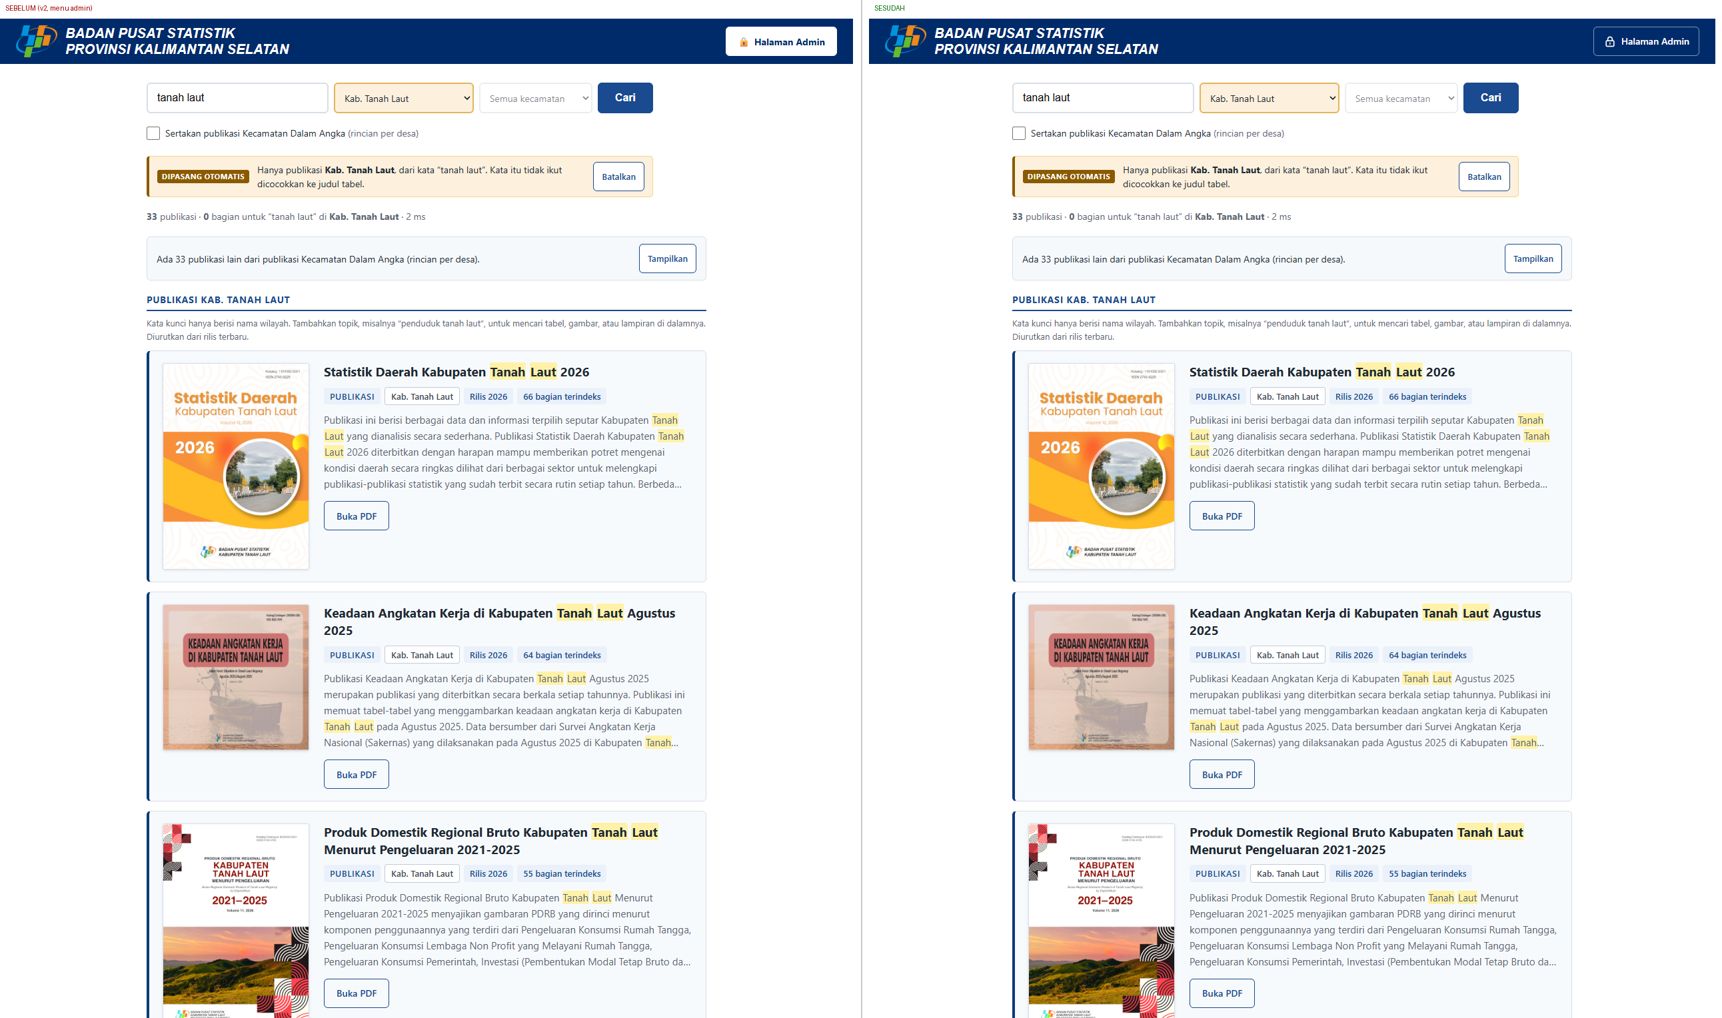 SEBELUM (v2, menu admin)
BADAN PUSAT STATISTIK
PROVINSI KALIMANTAN SELATAN
Halaman Admin
tanah laut
Kab. Tanah Laut
Semua kecamatan
Cari
Sertakan publikasi Kecamatan Dalam Angka (rincian per desa)
DIPASANG OTOMATIS
Hanya publikasi Kab. Tanah Laut, dari kata “tanah laut”. Kata itu tidak ikut
dicocokkan ke judul tabel.
Batalkan
33 publikasi · 0 bagian untuk “tanah laut” di Kab. Tanah Laut · 2 ms
Ada 33 publikasi lain dari publikasi Kecamatan Dalam Angka (rincian per desa).
Tampilkan
PUBLIKASI KAB. TANAH LAUT
Kata kunci hanya berisi nama wilayah. Tambahkan topik, misalnya “penduduk tanah laut”, untuk mencari tabel, gambar, atau lampiran di dalamnya.
Diurutkan dari rilis terbaru.
Statistik Daerah
Kabupaten Tanah Laut
2026
BADAN PUSAT STATISTIK
KABUPATEN TANAH LAUT
Statistik Daerah Kabupaten Tanah Laut 2026
PUBLIKASI
Kab. Tanah Laut
Rilis 2026
66 bagian terindeks
Publikasi ini berisi berbagai data dan informasi terpilih seputar Kabupaten Tanah
Laut yang dianalisis secara sederhana. Publikasi Statistik Daerah Kabupaten Tanah
Laut 2026 diterbitkan dengan harapan mampu memberikan potret mengenai
kondisi daerah secara ringkas dilihat dari berbagai sektor untuk melengkapi
publikasi-publikasi statistik yang sudah terbit secara rutin setiap tahun. Berbeda...
Buka PDF
KEADAAN ANGKATAN KERJA
DI KABUPATEN TANAH LAUT
Keadaan Angkatan Kerja di Kabupaten Tanah Laut Agustus
2025
PUBLIKASI
Kab. Tanah Laut
Rilis 2026
64 bagian terindeks
Publikasi Keadaan Angkatan Kerja di Kabupaten Tanah Laut Agustus 2025
merupakan publikasi yang diterbitkan secara berkala setiap tahunnya. Publikasi ini
memuat tabel-tabel yang menggambarkan keadaan angkatan kerja di Kabupaten
Tanah Laut pada Agustus 2025. Data bersumber dari Survei Angkatan Kerja
Nasional (Sakernas) yang dilaksanakan pada Agustus 2025 di Kabupaten Tanah...
Buka PDF
PRODUK DOMESTIK REGIONAL BRUTO
KABUPATEN
TANAH LAUT
MENURUT PENGELUARAN
2021–2025
Volume 11, 2026
Produk Domestik Regional Bruto Kabupaten Tanah Laut
Menurut Pengeluaran 2021-2025
PUBLIKASI
Kab. Tanah Laut
Rilis 2026
55 bagian terindeks
Publikasi Produk Domestik Regional Bruto Kabupaten Tanah Laut Menurut
Pengeluaran 2021-2025 menyajikan gambaran PDRB yang dirinci menurut
komponen penggunaannya yang terdiri dari Pengeluaran Konsumsi Rumah Tangga,
Pengeluaran Konsumsi Lembaga Non Profit yang Melayani Rumah Tangga,
Pengeluaran Konsumsi Pemerintah, Investasi (Pembentukan Modal Tetap Bruto da...
Buka PDF
SESUDAH
BADAN PUSAT STATISTIK
PROVINSI KALIMANTAN SELATAN
Halaman Admin
tanah laut
Kab. Tanah Laut
Semua kecamatan
Cari
Sertakan publikasi Kecamatan Dalam Angka (rincian per desa)
DIPASANG OTOMATIS
Hanya publikasi Kab. Tanah Laut, dari kata “tanah laut”. Kata itu tidak ikut
dicocokkan ke judul tabel.
Batalkan
33 publikasi · 0 bagian untuk “tanah laut” di Kab. Tanah Laut · 2 ms
Ada 33 publikasi lain dari publikasi Kecamatan Dalam Angka (rincian per desa).
Tampilkan
PUBLIKASI KAB. TANAH LAUT
Kata kunci hanya berisi nama wilayah. Tambahkan topik, misalnya “penduduk tanah laut”, untuk mencari tabel, gambar, atau lampiran di dalamnya.
Diurutkan dari rilis terbaru.
Statistik Daerah
Kabupaten Tanah Laut
2026
BADAN PUSAT STATISTIK
KABUPATEN TANAH LAUT
Statistik Daerah Kabupaten Tanah Laut 2026
PUBLIKASI
Kab. Tanah Laut
Rilis 2026
66 bagian terindeks
Publikasi ini berisi berbagai data dan informasi terpilih seputar Kabupaten Tanah
Laut yang dianalisis secara sederhana. Publikasi Statistik Daerah Kabupaten Tanah
Laut 2026 diterbitkan dengan harapan mampu memberikan potret mengenai
kondisi daerah secara ringkas dilihat dari berbagai sektor untuk melengkapi
publikasi-publikasi statistik yang sudah terbit secara rutin setiap tahun. Berbeda...
Buka PDF
KEADAAN ANGKATAN KERJA
DI KABUPATEN TANAH LAUT
Keadaan Angkatan Kerja di Kabupaten Tanah Laut Agustus
2025
PUBLIKASI
Kab. Tanah Laut
Rilis 2026
64 bagian terindeks
Publikasi Keadaan Angkatan Kerja di Kabupaten Tanah Laut Agustus 2025
merupakan publikasi yang diterbitkan secara berkala setiap tahunnya. Publikasi ini
memuat tabel-tabel yang menggambarkan keadaan angkatan kerja di Kabupaten
Tanah Laut pada Agustus 2025. Data bersumber dari Survei Angkatan Kerja
Nasional (Sakernas) yang dilaksanakan pada Agustus 2025 di Kabupaten Tanah...
Buka PDF
PRODUK DOMESTIK REGIONAL BRUTO
KABUPATEN
TANAH LAUT
MENURUT PENGELUARAN
2021–2025
Volume 11, 2026
Produk Domestik Regional Bruto Kabupaten Tanah Laut
Menurut Pengeluaran 2021-2025
PUBLIKASI
Kab. Tanah Laut
Rilis 2026
55 bagian terindeks
Publikasi Produk Domestik Regional Bruto Kabupaten Tanah Laut Menurut
Pengeluaran 2021-2025 menyajikan gambaran PDRB yang dirinci menurut
komponen penggunaannya yang terdiri dari Pengeluaran Konsumsi Rumah Tangga,
Pengeluaran Konsumsi Lembaga Non Profit yang Melayani Rumah Tangga,
Pengeluaran Konsumsi Pemerintah, Investasi (Pembentukan Modal Tetap Bruto da...
Buka PDF